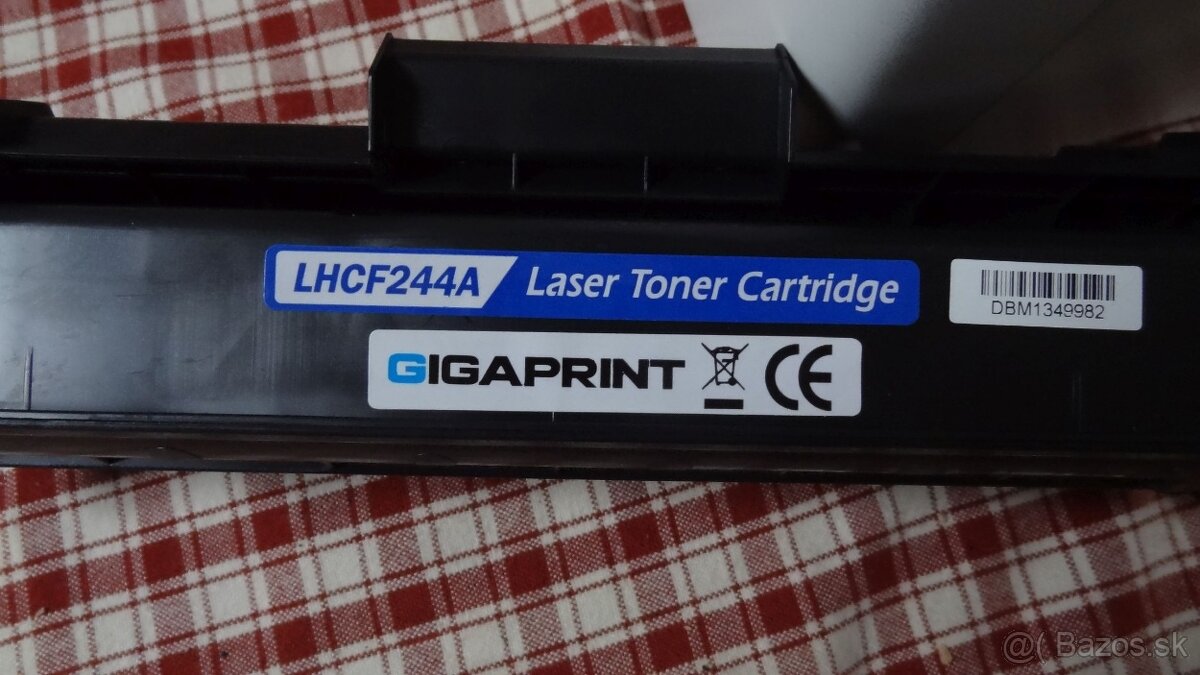 LHCF244A Laser Toner Cartridge
DBM1349982
GIGAPRINT CE
@( Bazos.sk